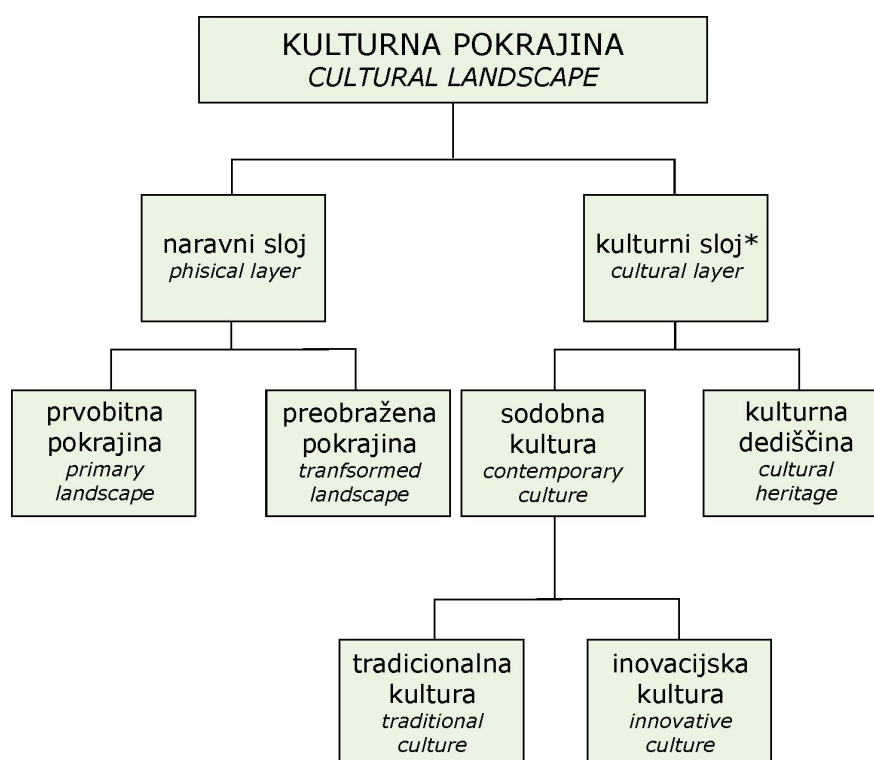 KULTURNA POKRAJINA
CULTURAL LANDSCAPE
naravni sloj
phisical layer
kulturni sloj*
cultural layer
prvobitna
pokrajina
primary
landscape
preobražena
pokrajina
tranfsormed
landscape
sodobna
kultura
contemporary
culture
kulturna
dediščina
cultural
heritage
tradicionalna
kultura
traditional
culture
inovacijska
kultura
innovative
culture